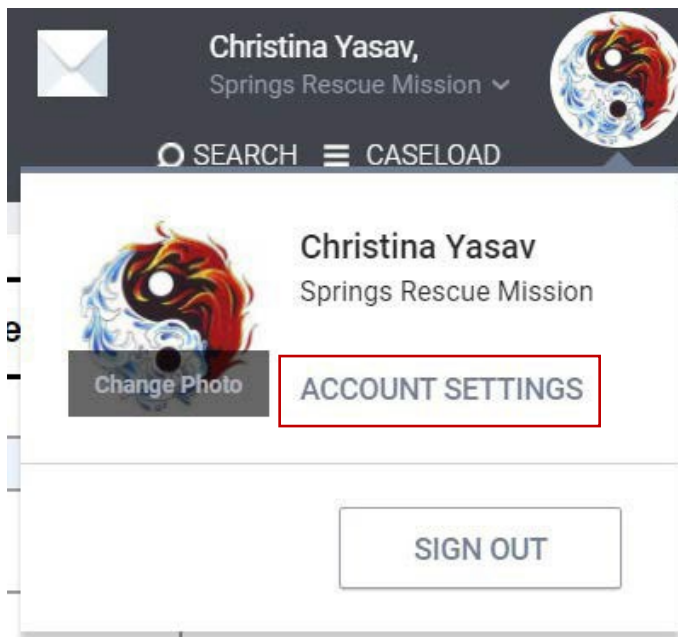 Christina Yasav,
Springs Rescue Mission
SEARCH CASELOAD
Christina Yasav
Springs Rescue Mission
e
Change Photo
ACCOUNT SETTINGS
SIGN OUT